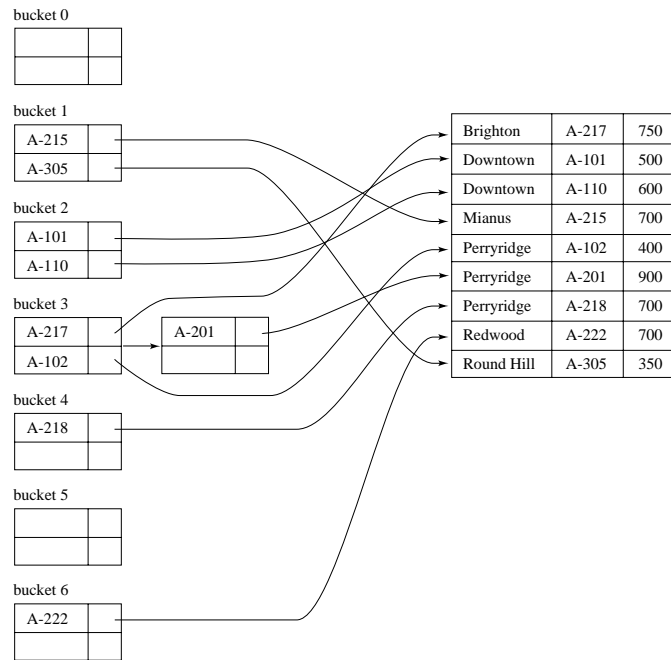 bucket 0
bucket 1
A-215
A-305
bucket 2
A-101
A-110
bucket 3
A-217
A-102
A-201
bucket 4
A-218
bucket 5
bucket 6
A-222
Brighton A-217 750
Downtown A-101 500
Downtown A-110 600
Mianus A-215 700
Perryridge A-102 400
Perryridge A-201 900
Perryridge A-218 700
Redwood A-222 700
Round Hill A-305 350